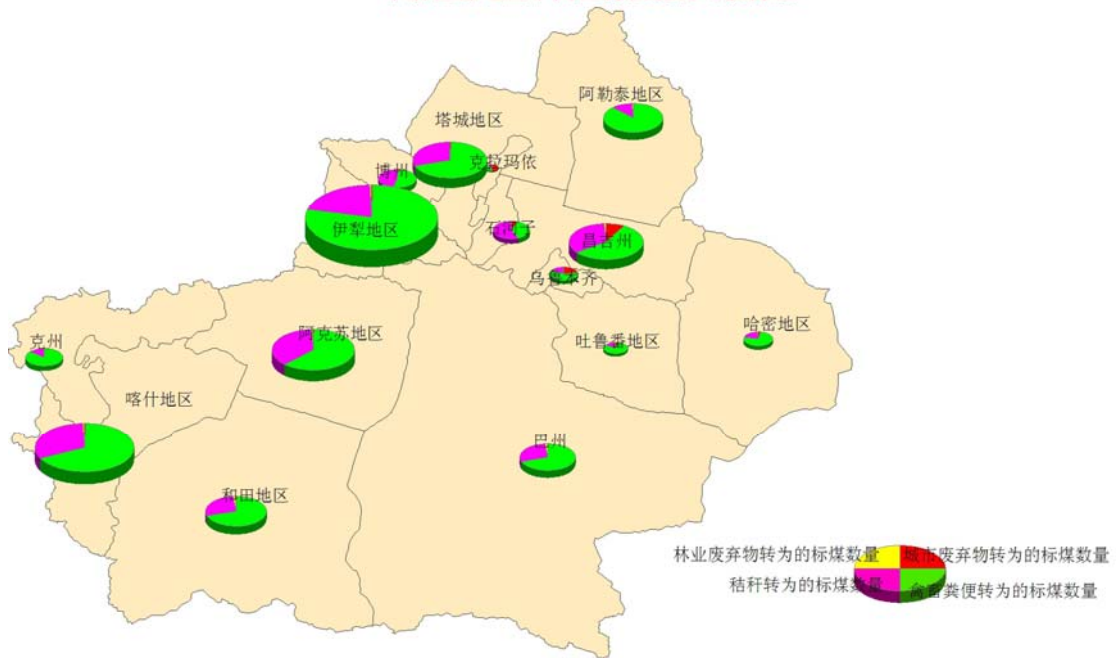 阿勒泰地区
塔城地区
克拉玛依
博州
伊犁地区
石河子
昌吉州
乌鲁木齐
哈密地区
阿克苏地区
吐鲁番地区
克州
喀什地区
巴州
和田地区
林业废弃物转为的标煤数量
城市废弃物转为的标煤数量
秸秆转为的标煤数量
禽畜粪便转为的标煤数量